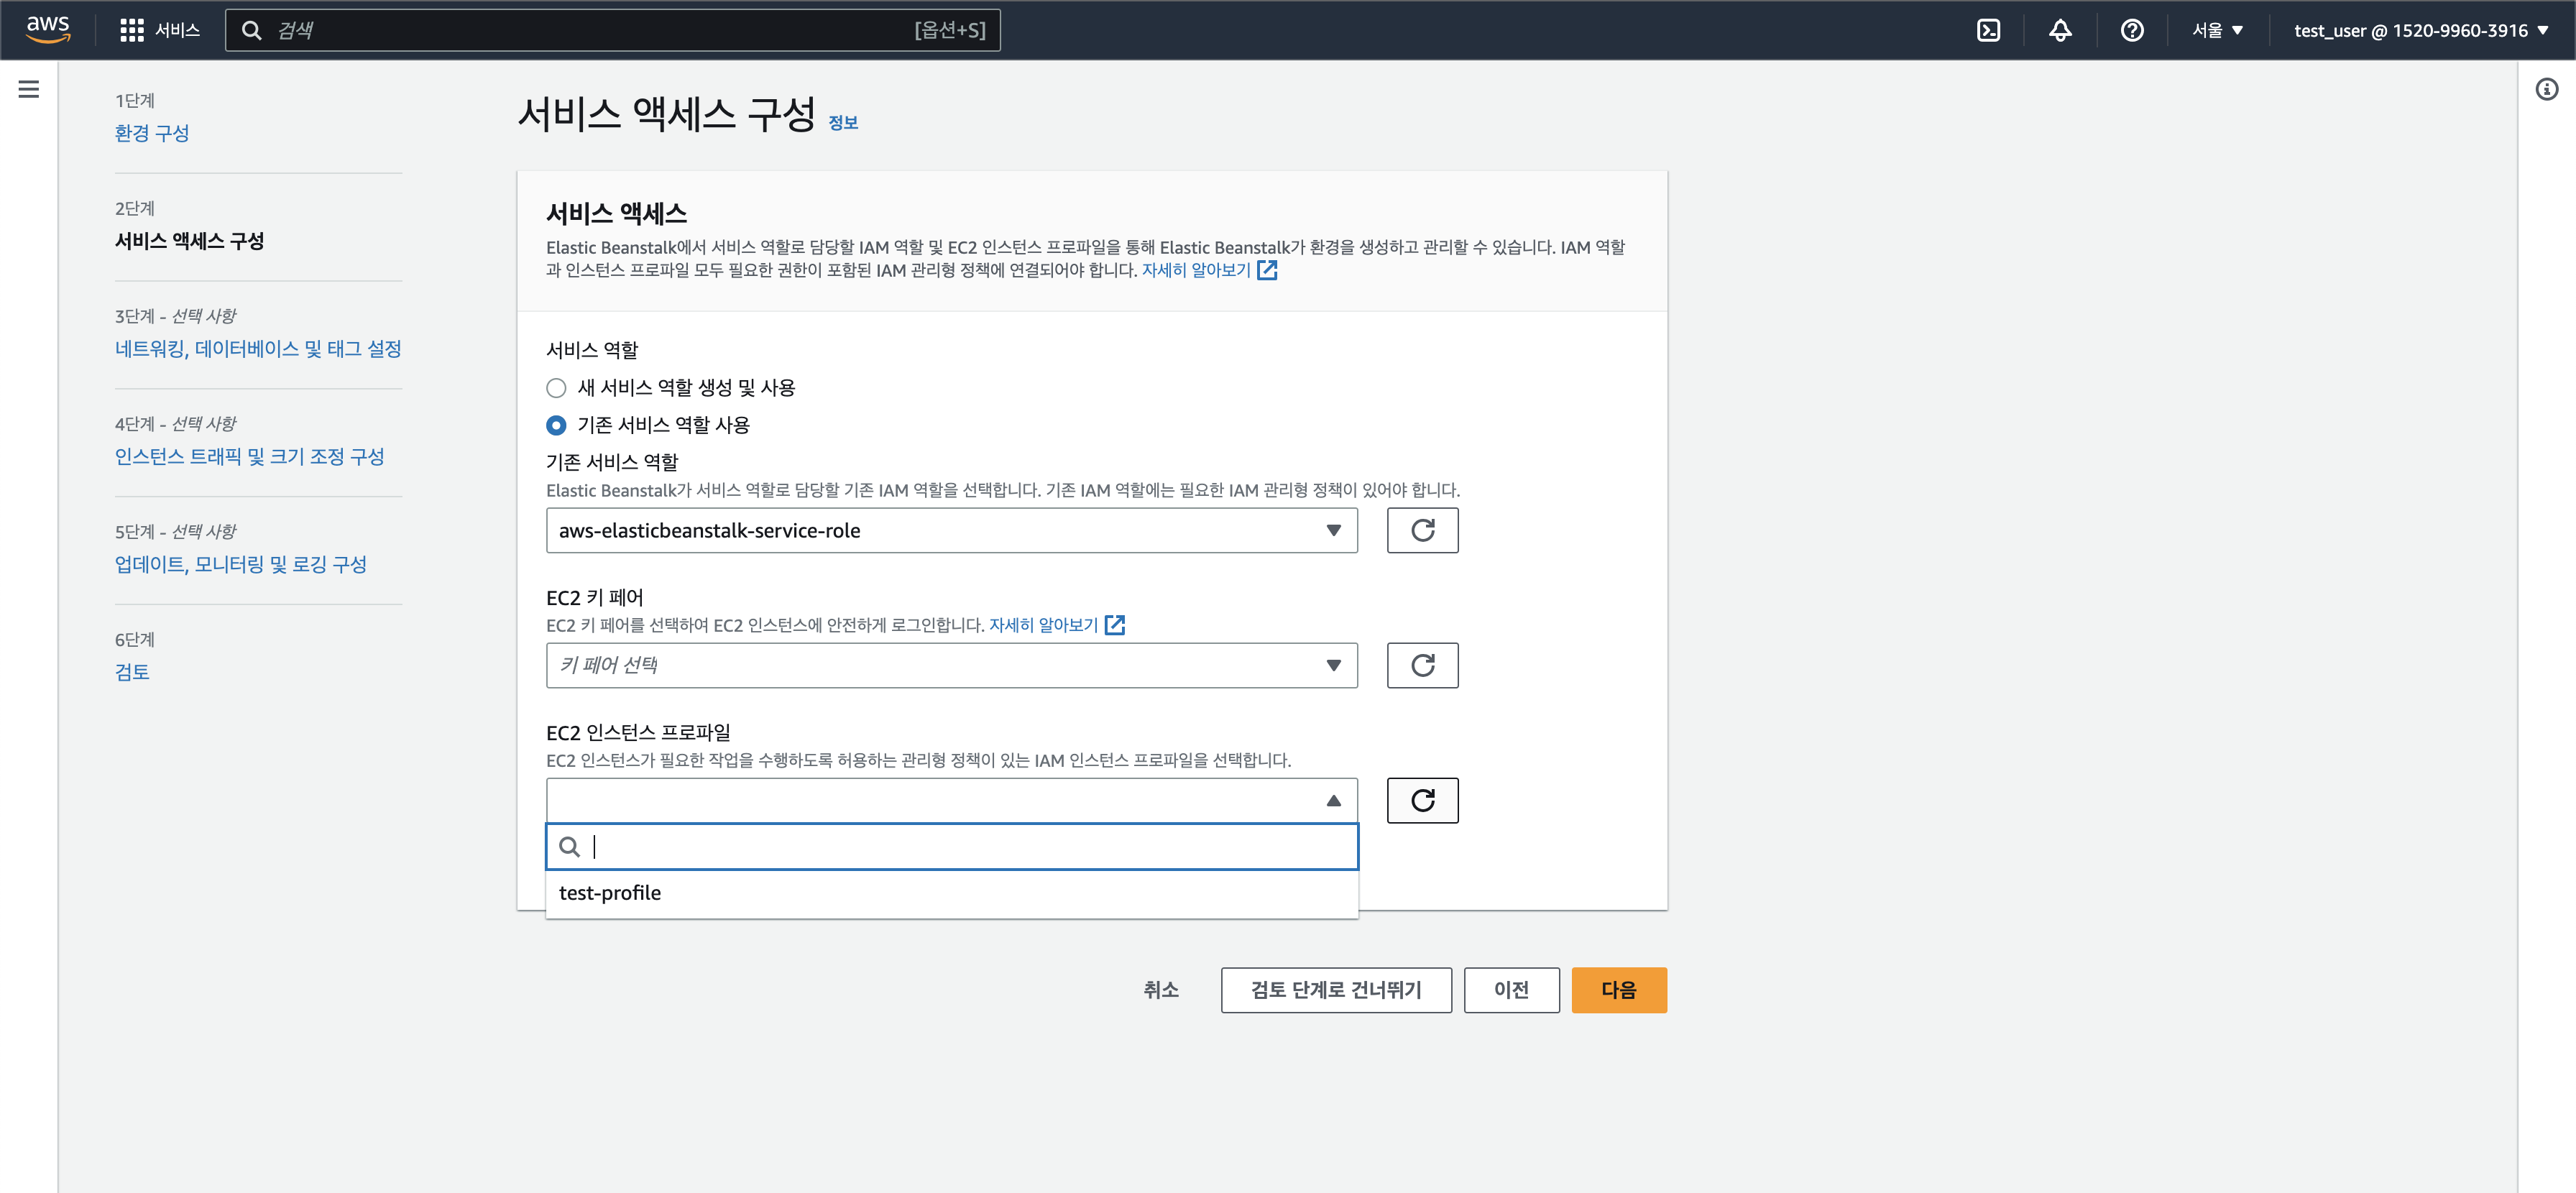 aws
서비스
검색
[옵션+S]
서울
test_user @ 1520-9960-3916
1단계
환경 구성
2단계
서비스 액세스 구성
3단계 - 선택 사항
네트워킹, 데이터베이스 및 태그 설정
4단계 - 선택 사항
인스턴스 트래픽 및 크기 조정 구성
5단계 - 선택 사항
업데이트, 모니터링 및 로깅 구성
6단계
검토
서비스 액세스 구성 정보
서비스 액세스
Elastic Beanstalk에서 서비스 역할로 담당할 IAM 역할 및 EC2 인스턴스 프로파일을 통해 Elastic Beanstalk가 환경을 생성하고 관리할 수 있습니다. IAM 역할
과 인스턴스 프로파일 모두 필요한 권한이 포함된 IAM 관리형 정책에 연결되어야 합니다. 자세히 알아보기
서비스 역할
새 서비스 역할 생성 및 사용
기존 서비스 역할 사용
기존 서비스 역할
Elastic Beanstalk가 서비스 역할로 담당할 기존 IAM 역할을 선택합니다. 기존 IAM 역할에는 필요한 IAM 관리형 정책이 있어야 합니다.
aws-elasticbeanstalk-service-role
EC2 키 페어
EC2 키 페어를 선택하여 EC2 인스턴스에 안전하게 로그인합니다. 자세히 알아보기
키 페어 선택
EC2 인스턴스 프로파일
EC2 인스턴스가 필요한 작업을 수행하도록 허용하는 관리형 정책이 있는 IAM 인스턴스 프로파일을 선택합니다.
test-profile
취소
검토 단계로 건너뛰기
이전
다음